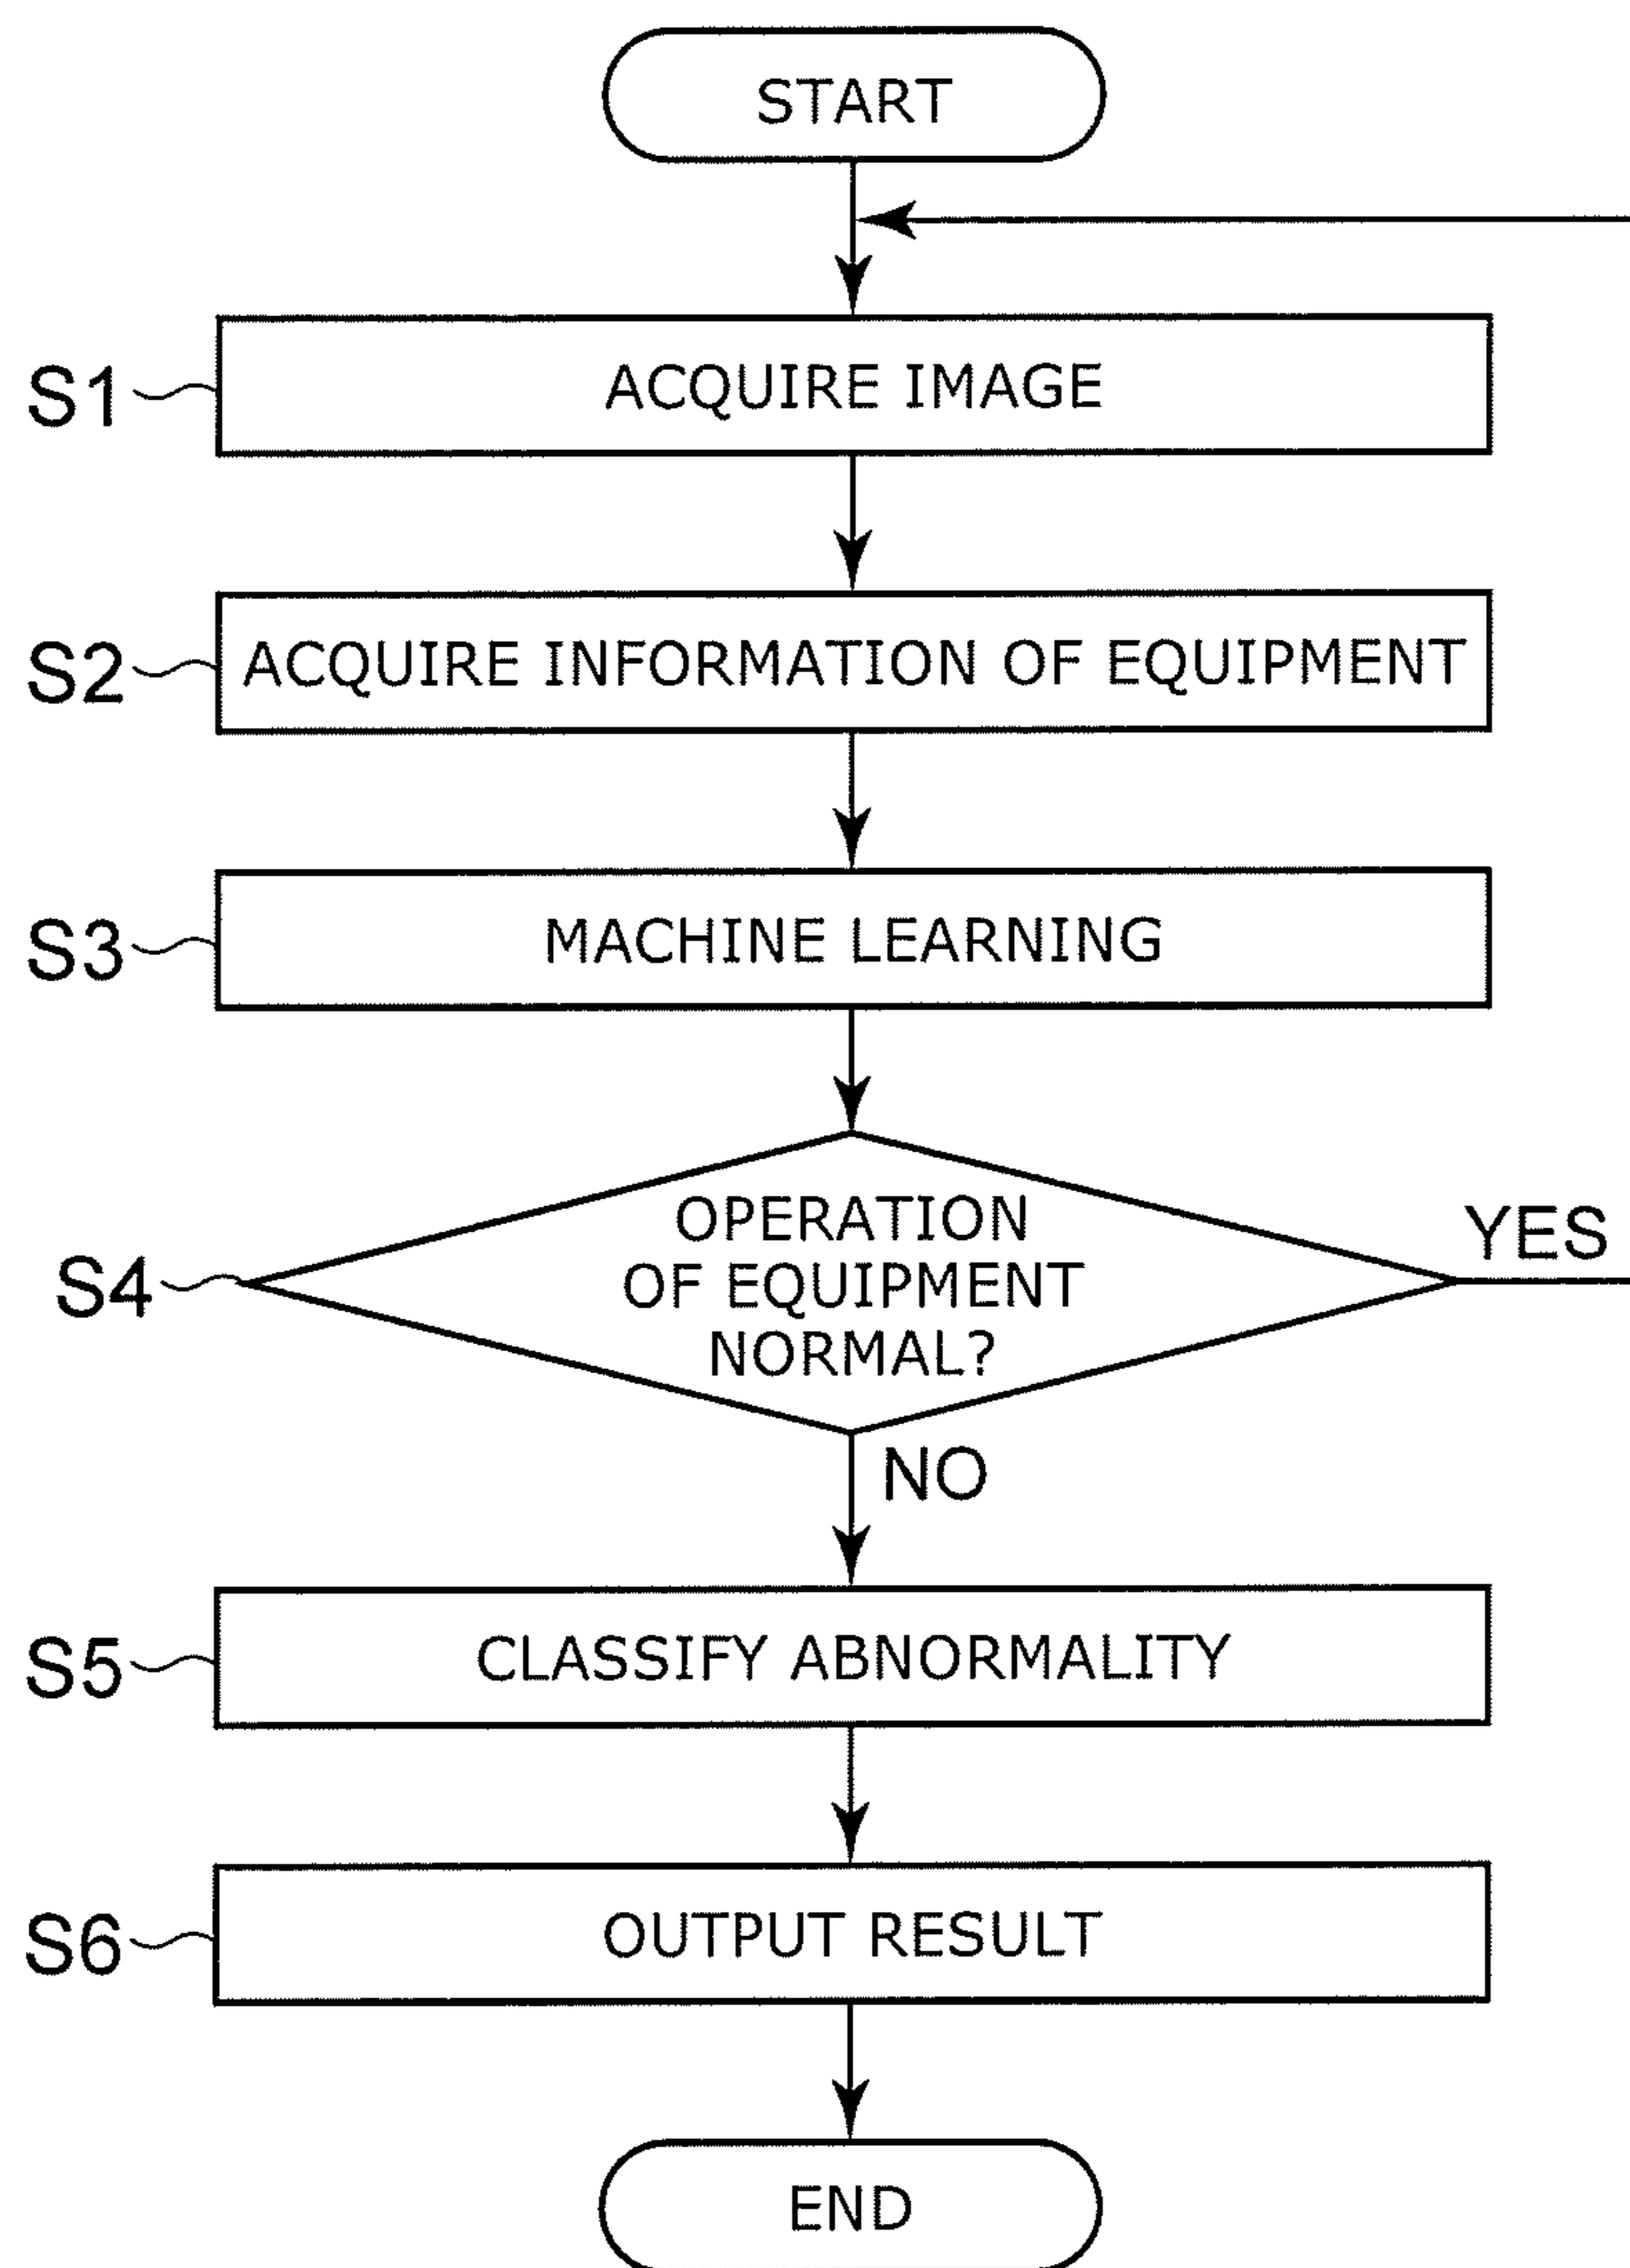 START
S1 ACQUIRE IMAGE
S2 ACQUIRE INFORMATION OF EQUIPMENT
S3 MACHINE LEARNING
OPERATION
S4 OF EQUIPMENT
NORMAL?
YES
NO
S5 CLASSIFY ABNORMALITY
S6 OUTPUT RESULT
END